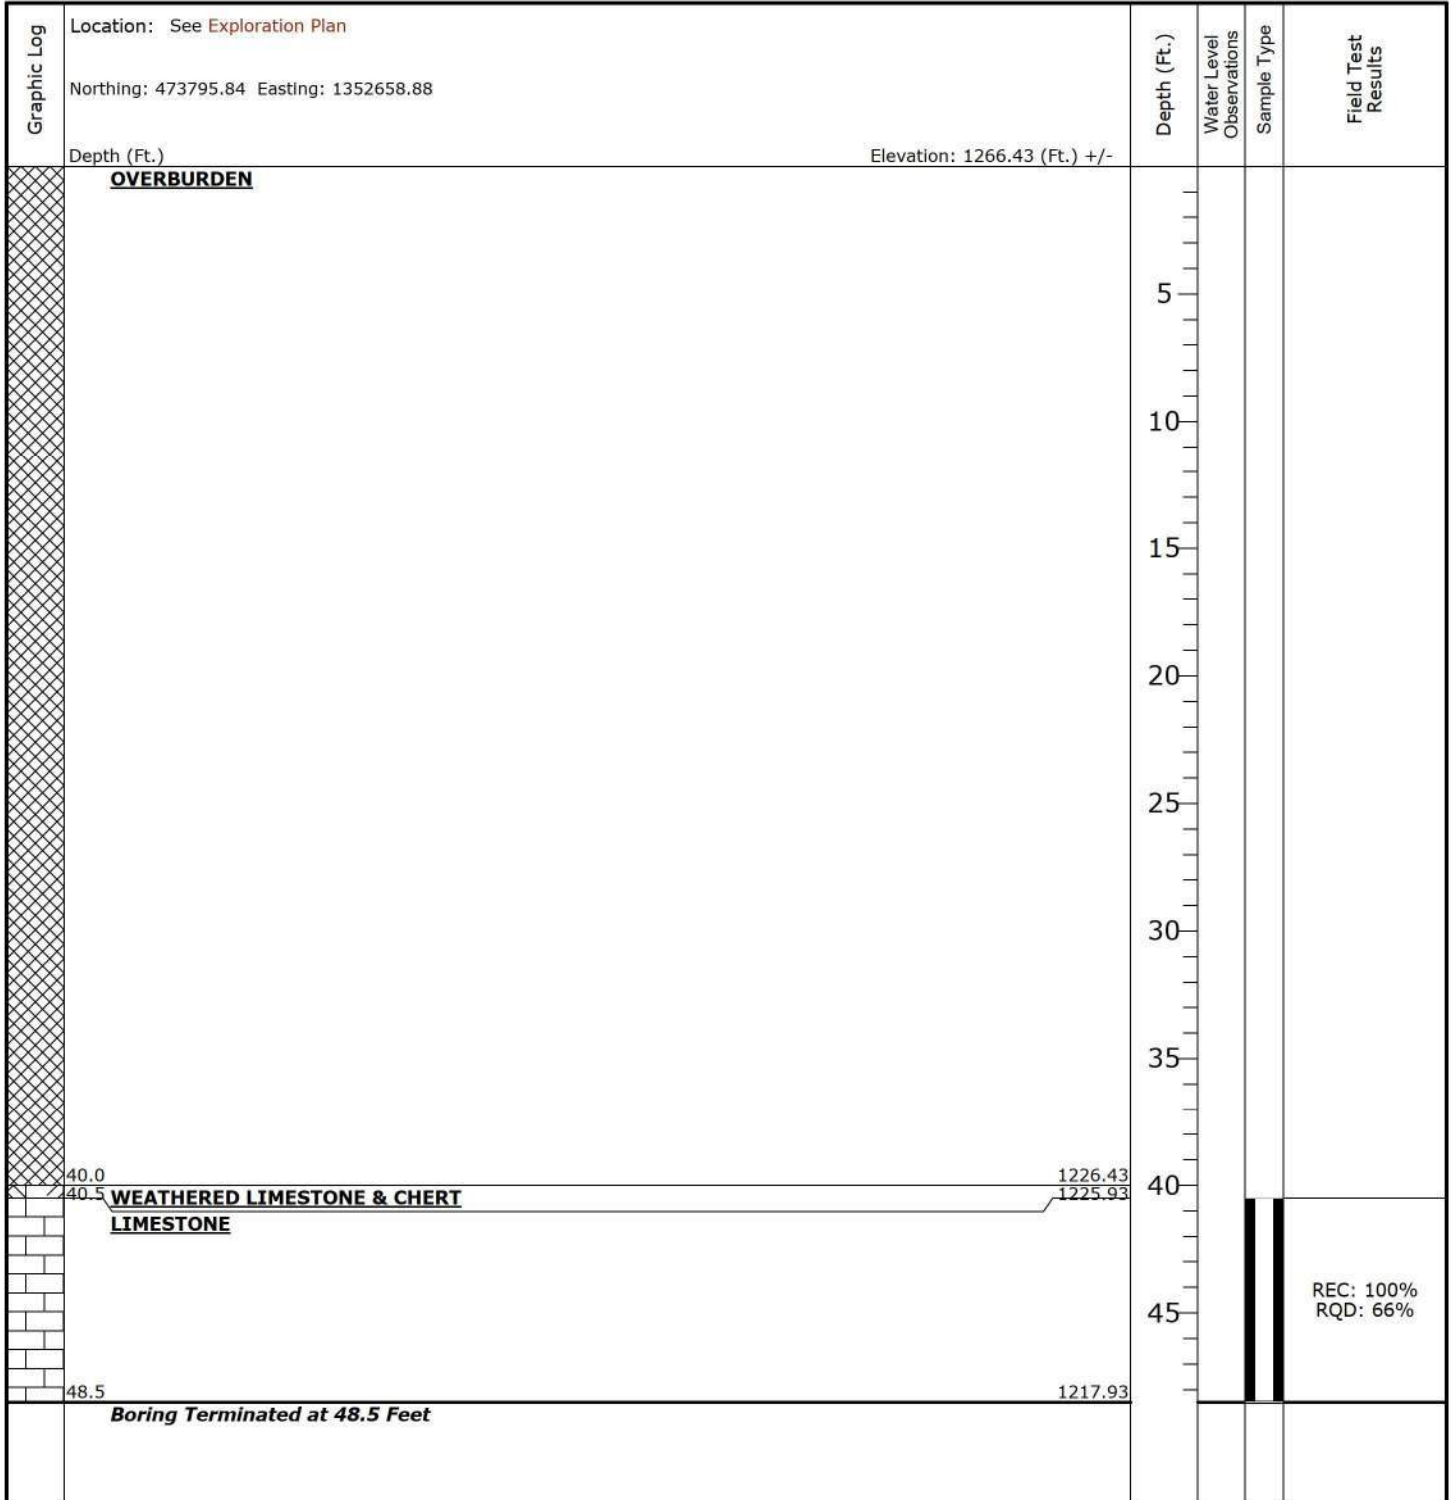 Graphic Log
Location: See Exploration Plan
Northing: 473795.84 Easting: 1352658.88
Depth (Ft.)
Elevation: 1266.43 (Ft.) +/-
Depth (Ft.)
Water Level
Observations
Sample Type
Field Test
Results
OVERBURDEN
5
10
15
20
25
30
35
40.0
1226.43
40
40.5
WEATHERED LIMESTONE & CHERT
1225.93
LIMESTONE
REC: 100%
RQD: 66%
45
48.5
1217.93
Boring Terminated at 48.5 Feet